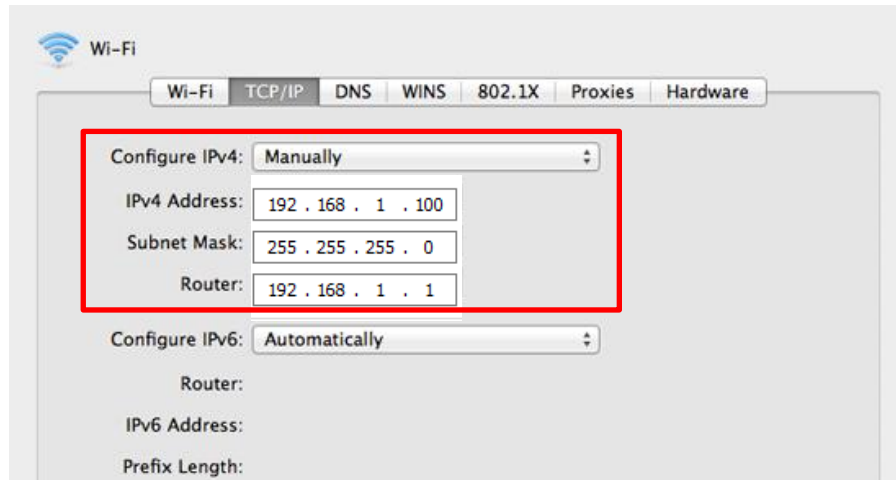 Wi-Fi
Wi-Fi TCP/IP DNS WINS 802.1X Proxies Hardware
Configure IPv4: Manually
IPv4 Address: 192 . 168 . 1 . 100
Subnet Mask: 255 . 255 . 255 . 0
Router: 192 . 168 . 1 . 1
Configure IPv6: Automatically
Router:
IPv6 Address:
Prefix Length: